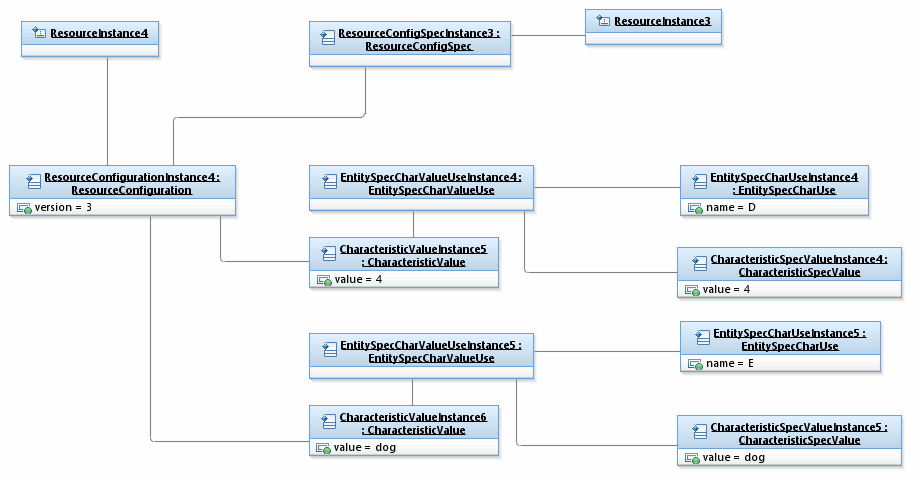 ResourceInstance4
ResourceConfigSpecInstance3 :
ResourceConfigSpec
ResourceInstance3
ResourceConfigurationInstance4 :
ResourceConfiguration
version = 3
EntitySpecCharValueUseInstance4 :
EntitySpecCharValueUse
EntitySpecCharUseInstance4
: EntitySpecCharUse
name = D
CharacteristicValueInstance5
: CharacteristicValue
value = 4
CharacteristicSpecValueInstance4 :
CharacteristicSpecValue
value = 4
EntitySpecCharValueUseInstance5 :
EntitySpecCharValueUse
EntitySpecCharUseInstance5 :
EntitySpecCharUse
name = E
CharacteristicValueInstance6
: CharacteristicValue
value = dog
CharacteristicSpecValueInstance5 :
CharacteristicSpecValue
value = dog